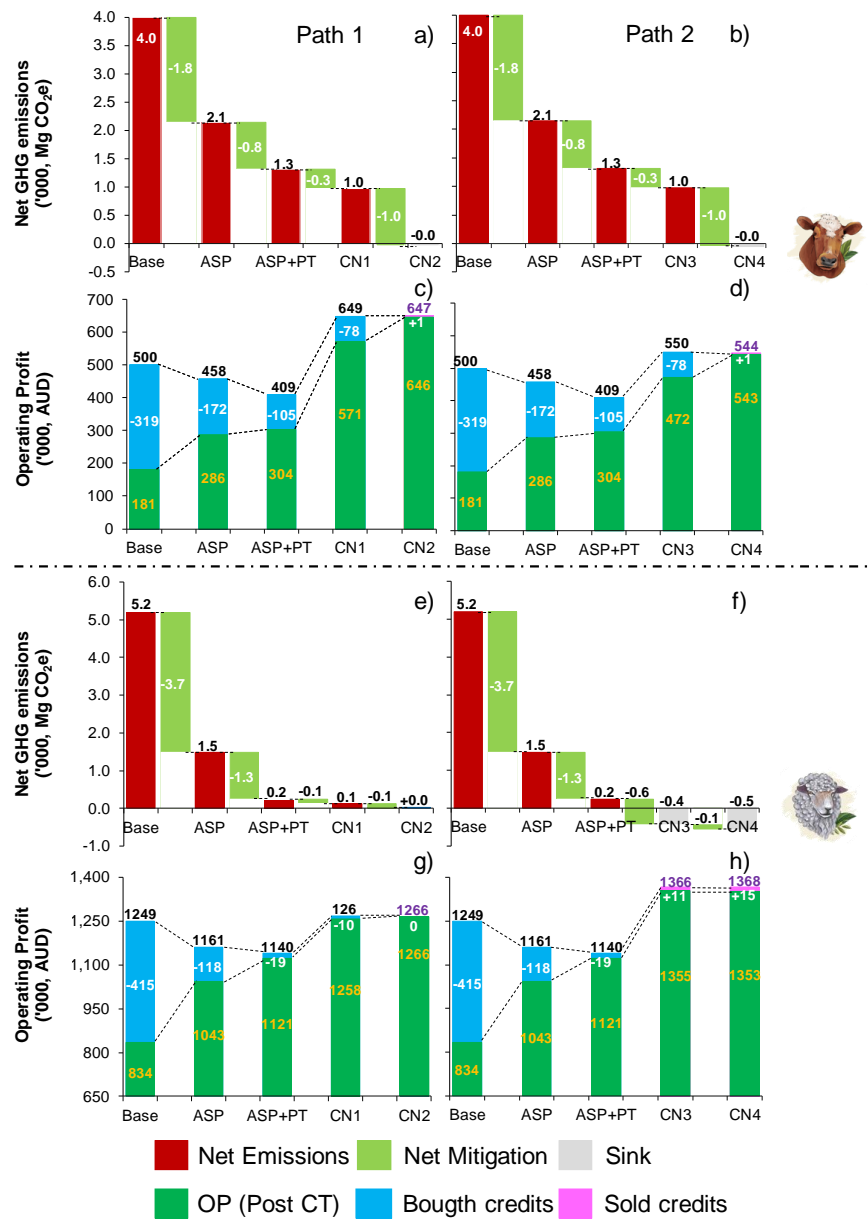 Path 1
a)
Net GHG emissions
('000, Mg CO₂e)
4.0
3.5
3.0
2.5
2.0
1.5
1.0
0.5
0.0
-0.5
4.0
-1.8
2.1
-0.8
1.3
-0.3
1.0
-1.0
-0.0
Base
ASP
ASP+PT
CN1
CN2
Path 2
b)
4.0
-1.8
2.1
-0.8
1.3
-0.3
1.0
-1.0
-0.0
Base
ASP
ASP+PT
CN3
CN4
c)
Operating Profit
('000, AUD)
700
600
500
400
300
200
100
0
500
-319
181
458
-172
286
409
-105
304
649
-78
571
647
+1
646
Base
ASP
ASP+PT
CN1
CN2
d)
500
-319
181
458
-172
286
409
-105
304
550
-78
472
544
+1
543
Base
ASP
ASP+PT
CN3
CN4
e)
Net GHG emissions
('000, Mg CO₂e)
6.0
5.0
4.0
3.0
2.0
1.0
0.0
-1.0
5.2
-3.7
1.5
-1.3
0.2
-0.1
0.1
-0.1
+0.0
Base
ASP
ASP+PT
CN1
CN2
f)
5.2
-3.7
1.5
-1.3
0.2
-0.6
-0.4
-0.1
-0.5
Base
ASP
ASP+PT
CN3
CN4
g)
Operating Profit
('000, AUD)
1,400
1,250
1,100
950
800
650
1249
-415
834
1161
-118
1043
1140
-19
1121
126
-10
1258
1266
0
1266
Base
ASP
ASP+PT
CN1
CN2
h)
1249
-415
834
1161
-118
1043
1140
-19
1121
1366
+11
1355
1368
+15
1353
Base
ASP
ASP+PT
CN3
CN4
Net Emissions
Net Mitigation
Sink
OP (Post CT)
Bougth credits
Sold credits